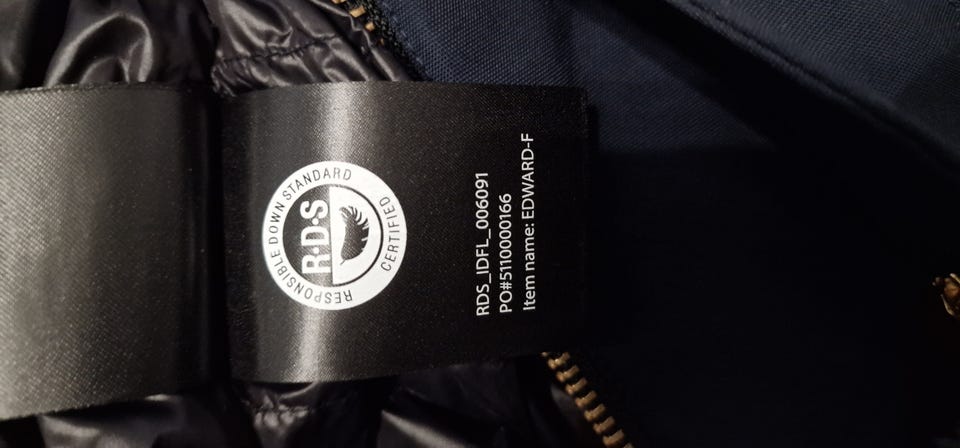 RESPONSIBLE DOWN STANDARD
R·D·S
CERTIFIED
RDS_IDFL_006091
PO#5110000166
Item name: EDWARD-F